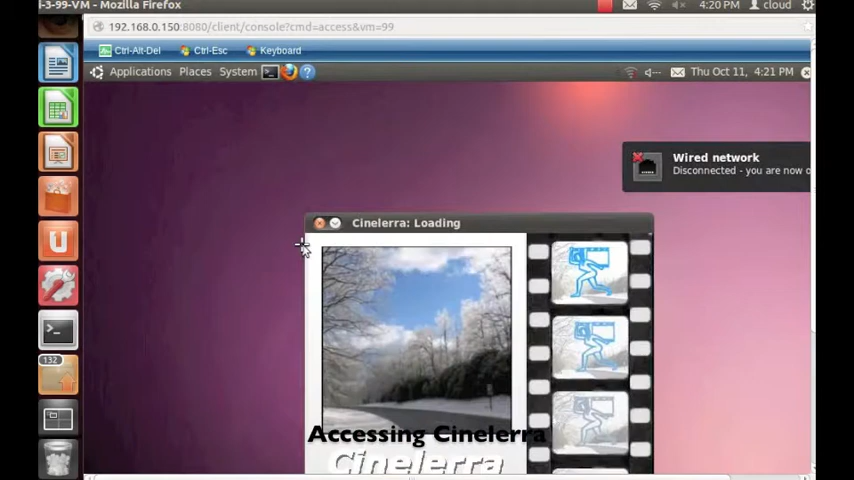 i-3-99-VM - Mozilla Firefox
4:20 PM
cloud
192.168.0.150:8080/client/console?cmd=access&vm=99
Ctrl-Alt-Del
Ctrl-Esc
Keyboard
Applications Places System
Thu Oct 11, 4:21 PM
Wired network
Disconnected - you are now o
Cinelerra: Loading
132
Accessing Cinelerra
Cinelerra